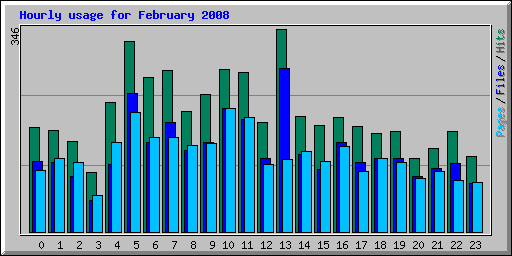 Hourly usage for February 2008
346
Pages/Files/Hits
0 1 2 3 4 5 6 7 8 9 10 11 12 13 14 15 16 17 18 19 20 21 22 23